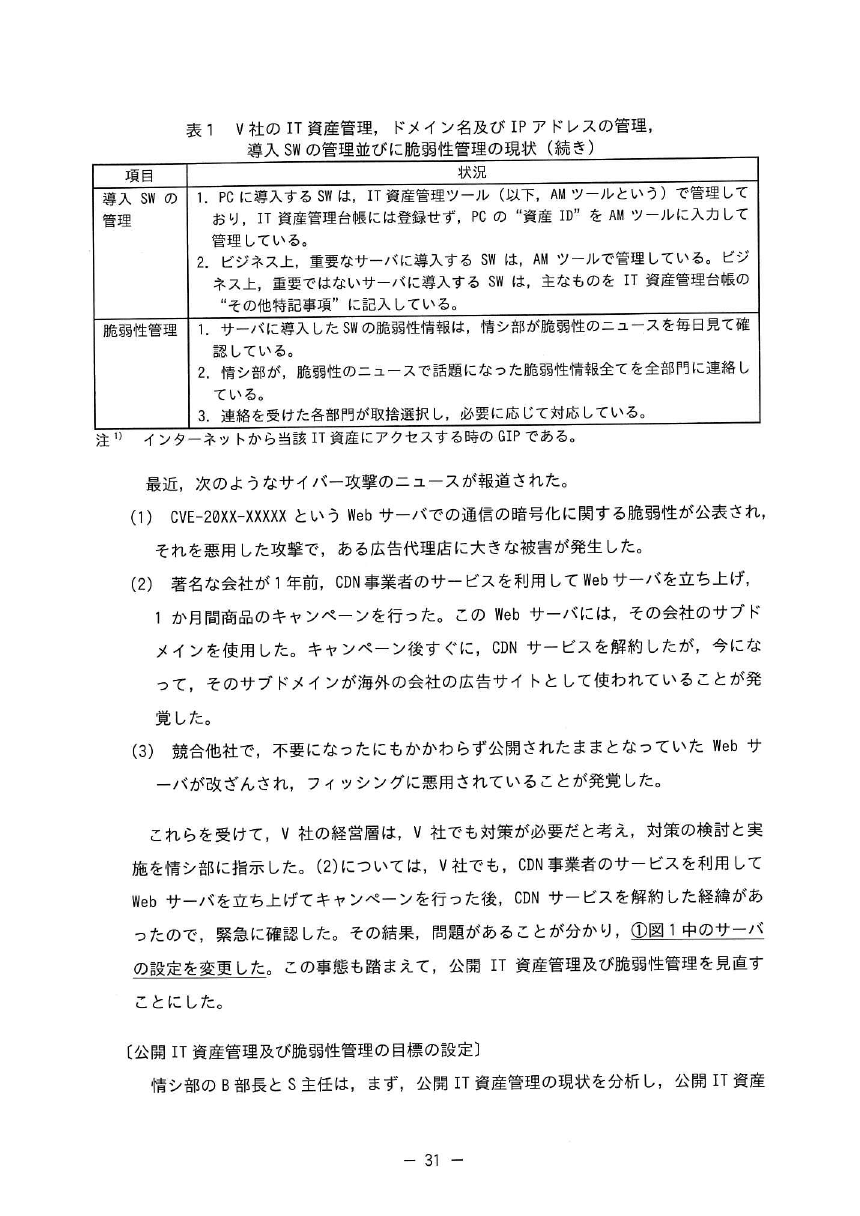 表1 V社のIT資産管理，ドメイン名及びIPアドレスの管理，
導入SWの管理並びに脆弱性管理の現状（続き）
項目
状況
導入 SW の
管理
1. PCに導入するSWは，IT資産管理ツール（以下，AMツールという）で管理して
おり，IT資産管理台帳には登録せず，PCの“資産 ID”をAMツールに入力して
管理している。
2. ビジネス上，重要なサーバに導入する SW は，AM ツールで管理している。ビジ
ネス上，重要ではないサーバに導入する SW は，主なものを IT 資産管理台帳の
“その他特記事項”に記入している。
脆弱性管理
1. サーバに導入したSWの脆弱性情報は，情シ部が脆弱性のニュースを毎日見て確
認している。
2. 情シ部が，脆弱性のニュースで話題になった脆弱性情報全てを全部門に連絡し
ている。
3. 連絡を受けた各部門が取捨選択し，必要に応じて対応している。
注1) インターネットから当該IT資産にアクセスする時のGIPである。
最近，次のようなサイバー攻撃のニュースが報道された。
(1) CVE-20XX-XXXXX という Web サーバでの通信の暗号化に関する脆弱性が公表され，
それを悪用した攻撃で，ある広告代理店に大きな被害が発生した。
(2) 著名な会社が1年前，CDN事業者のサービスを利用してWebサーバを立ち上げ，
1 か月間商品のキャンペーンを行った。この Web サーバには，その会社のサブド
メインを使用した。キャンペーン後すぐに，CDN サービスを解約したが，今にな
って，そのサブドメインが海外の会社の広告サイトとして使われていることが発
覚した。
(3) 競合他社で，不要になったにもかかわらず公開されたままとなっていた Web サ
ーバが改ざんされ，フィッシングに悪用されていることが発覚した。
これらを受けて，V 社の経営層は，V 社でも対策が必要だと考え，対策の検討と実
施を情シ部に指示した。(2)については，V社でも，CDN事業者のサービスを利用して
Web サーバを立ち上げてキャンペーンを行った後，CDN サービスを解約した経緯があ
ったので，緊急に確認した。その結果，問題があることが分かり，①図1中のサーバ
の設定を変更した。この事態も踏まえて，公開 IT 資産管理及び脆弱性管理を見直す
ことにした。
〔公開IT資産管理及び脆弱性管理の目標の設定〕
情シ部のB部長とS主任は，まず，公開IT資産管理の現状を分析し，公開IT資産
— 31 —